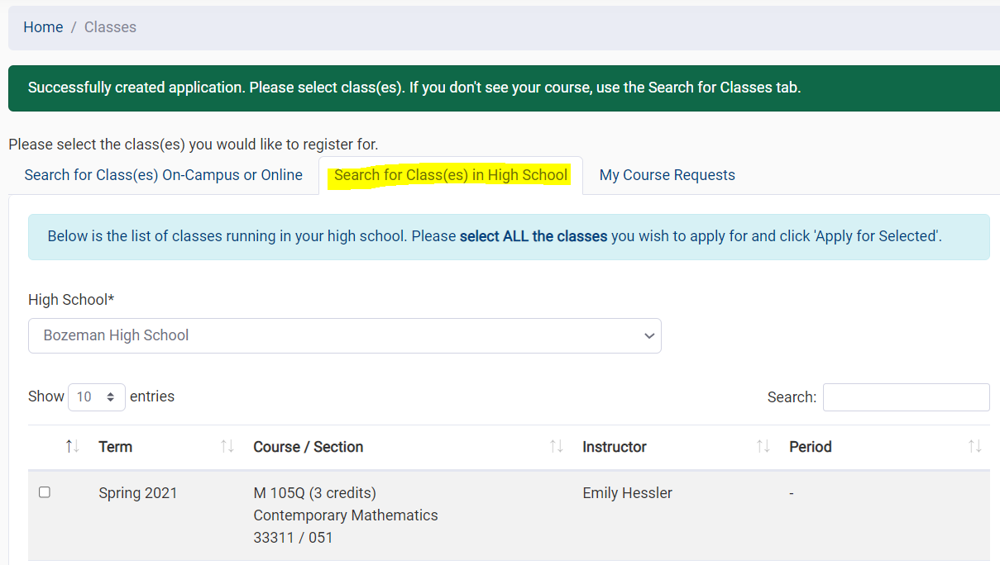 Home / Classes
Successfully created application. Please select class(es). If you don't see your course, use the Search for Classes tab.
Please select the class(es) you would like to register for.
Search for Class(es) On-Campus or Online Search for Class(es) in High School My Course Requests
Below is the list of classes running in your high school. Please select ALL the classes you wish to apply for and click 'Apply for Selected'.
High School*
Bozeman High School
Show 10 entries Search:
Term Course / Section Instructor Period
Spring 2021 M 105Q (3 credits) Emily Hessler -
Contemporary Mathematics
33311 / 051